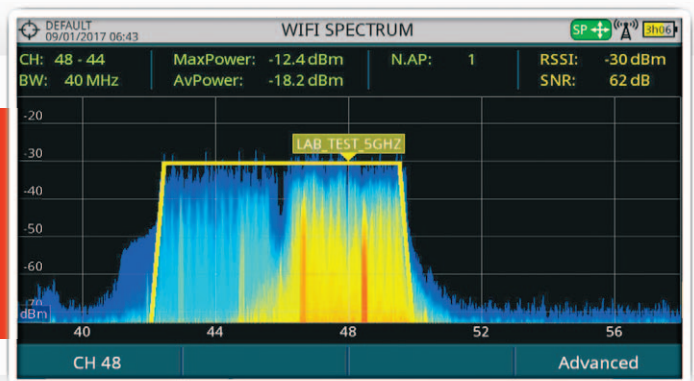 DEFAULT
09/01/2017 06:43
WIFI SPECTRUM
SP
3h06
CH: 48 - 44
MaxPower: -12.4 dBm
N.AP: 1
RSSI: -30 dBm
BW: 40 MHz
AvPower: -18.2 dBm
SNR: 62 dB
-20
-30
LAB_TEST_5GHZ
-40
-50
-60
-70
dBm
40 44 48 52 56
CH 48
Advanced